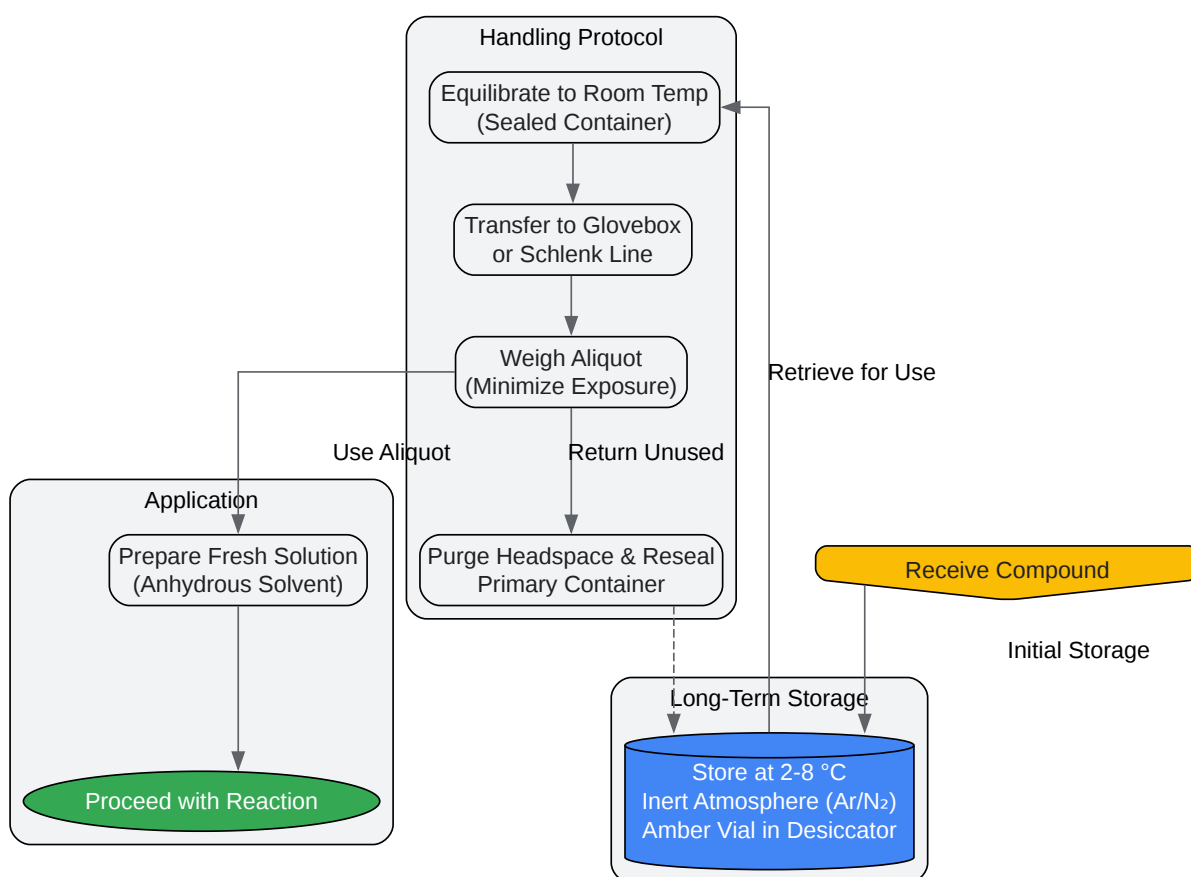 Handling Protocol
Equilibrate to Room Temp
(Sealed Container)
Transfer to Glovebox
or Schlenk Line
Weigh Aliquot
(Minimize Exposure)
Retrieve for Use
Use Aliquot
Return Unused
Application
Prepare Fresh Solution
(Anhydrous Solvent)
Purge Headspace & Reseal
Primary Container
Receive Compound
Initial Storage
Long-Term Storage
Store at 2-8 °C
Inert Atmosphere (Ar/N₂)
Amber Vial in Desiccator
Proceed with Reaction